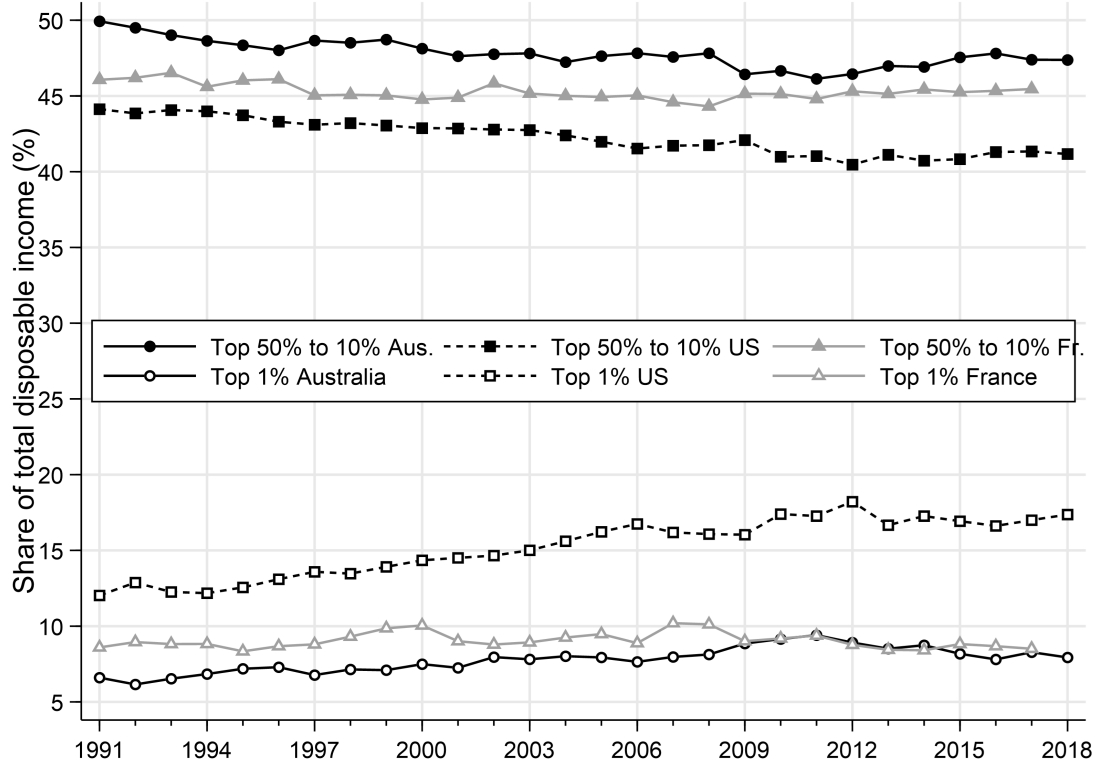 Share of total disposable income (%)
50
45
40
35
30
25
20
15
10
5
Top 50% to 10% Aus. Top 50% to 10% US Top 50% to 10% Fr.
Top 1% Australia Top 1% US Top 1% France
1991 1994 1997 2000 2003 2006 2009 2012 2015 2018